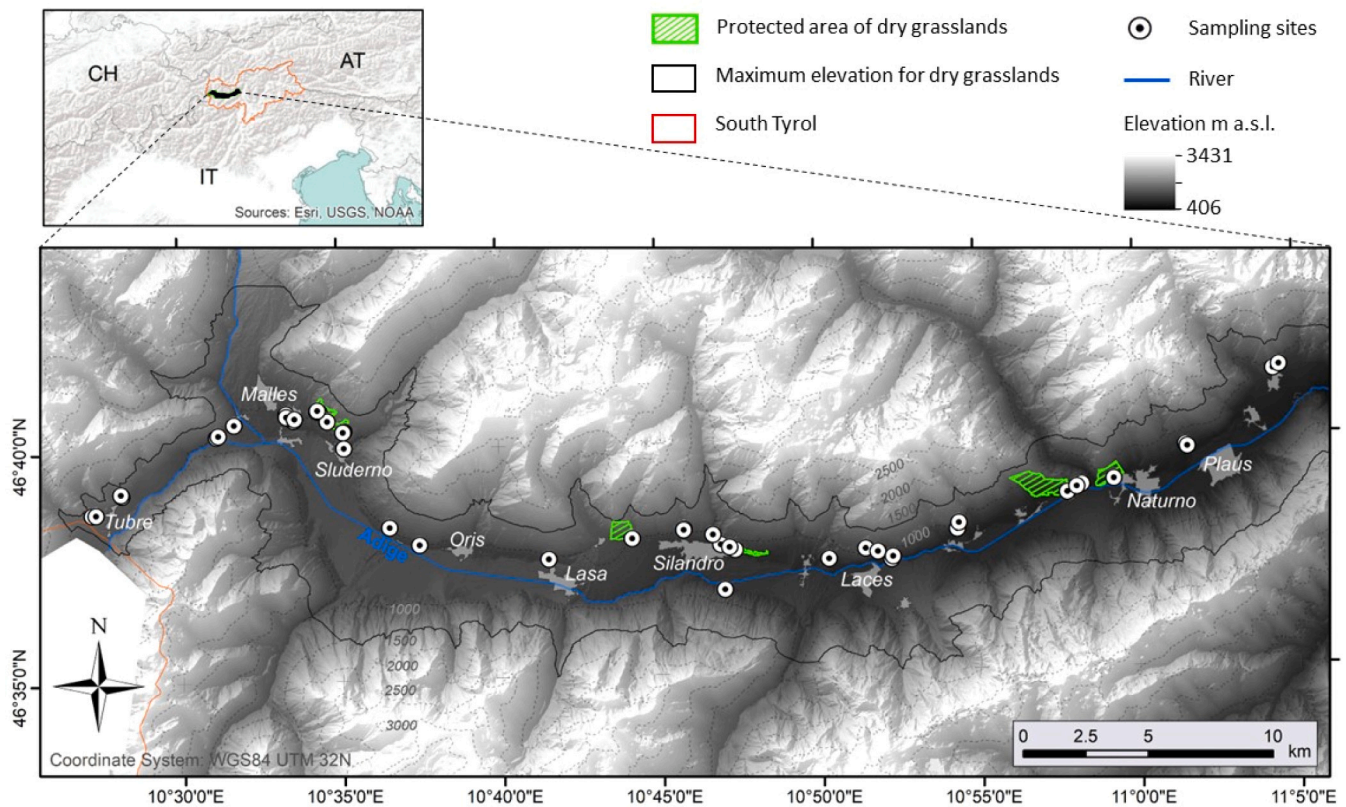 CH
AT
IT
Sources: Esri, USGS, NOAA
Protected area of dry grasslands
Maximum elevation for dry grasslands
South Tyrol
Sampling sites
River
Elevation m a.s.l.
3431
406
Malles
Sluderno
Tubre
Adige
Oris
Lasa
Silandro
Laces
Naturno
Plaus
2500
2000
1500
1000
1000
1500
2000
2500
3000
46°40'0"N
46°35'0"N
N
Coordinate System: WGS84 UTM 32N
0 2.5 5 10
km
10°30'0"E 10°35'0"E 10°40'0"E 10°45'0"E 10°50'0"E 10°55'0"E 11°0'0"E 11°5'0"E